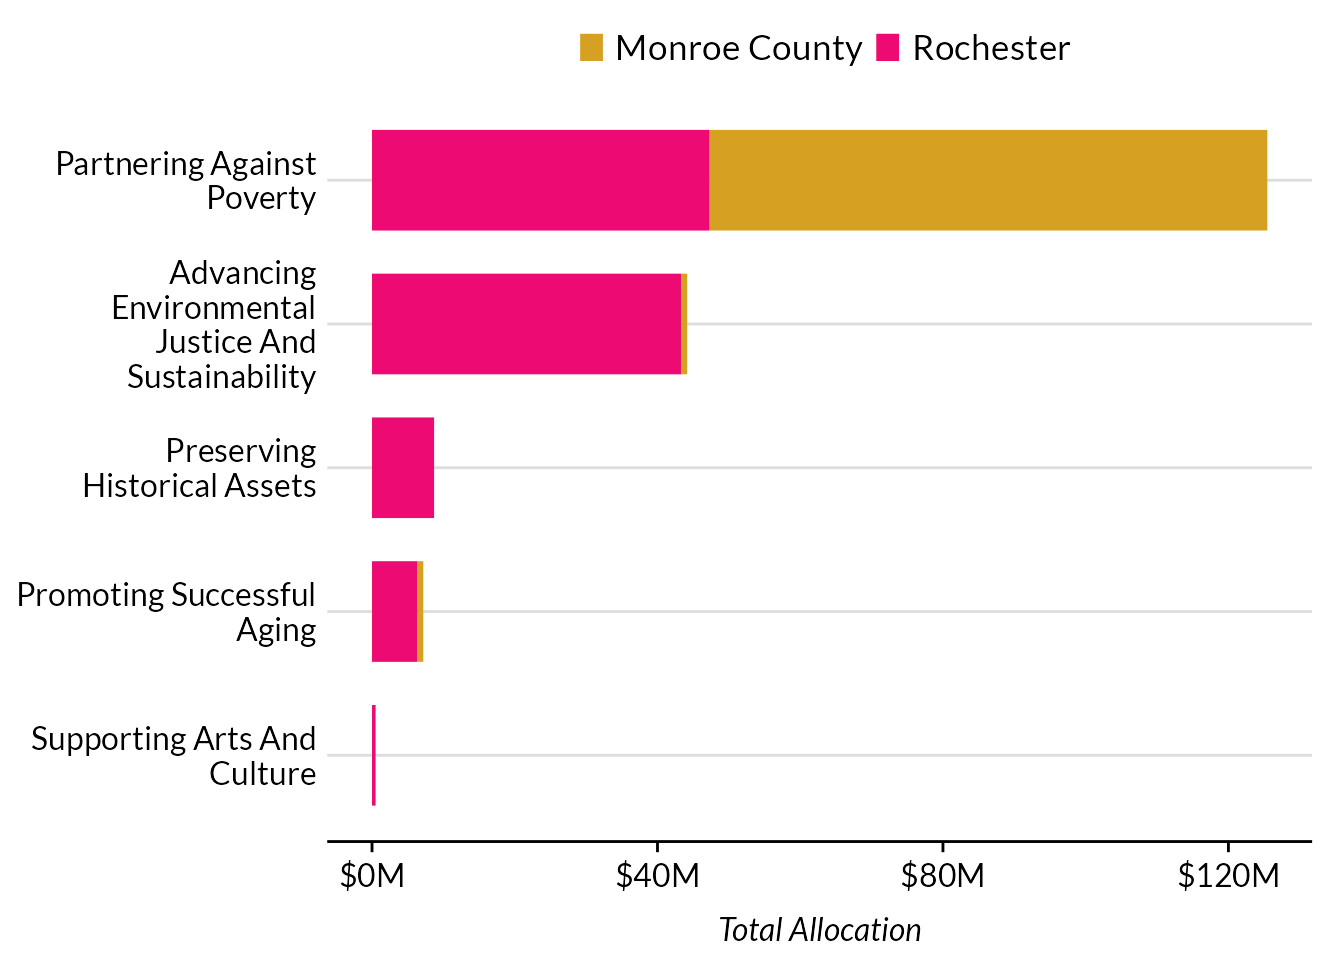 Monroe County Rochester
Partnering Against
Poverty
Advancing
Environmental
Justice And
Sustainability
Preserving
Historical Assets
Promoting Successful
Aging
Supporting Arts And
Culture
$0M $40M $80M $120M
Total Allocation